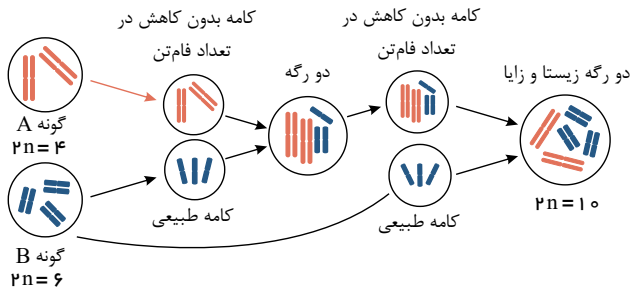 کامه بدون کاهش در
تعداد فام‌تن
کامه بدون کاهش در
تعداد فام‌تن
دو رگه
دو رگه زیستا و زایا
گونه A
۲n = ۴
کامه طبیعی
کامه طبیعی
۲n = ۱۰
گونه B
۲n = ۶